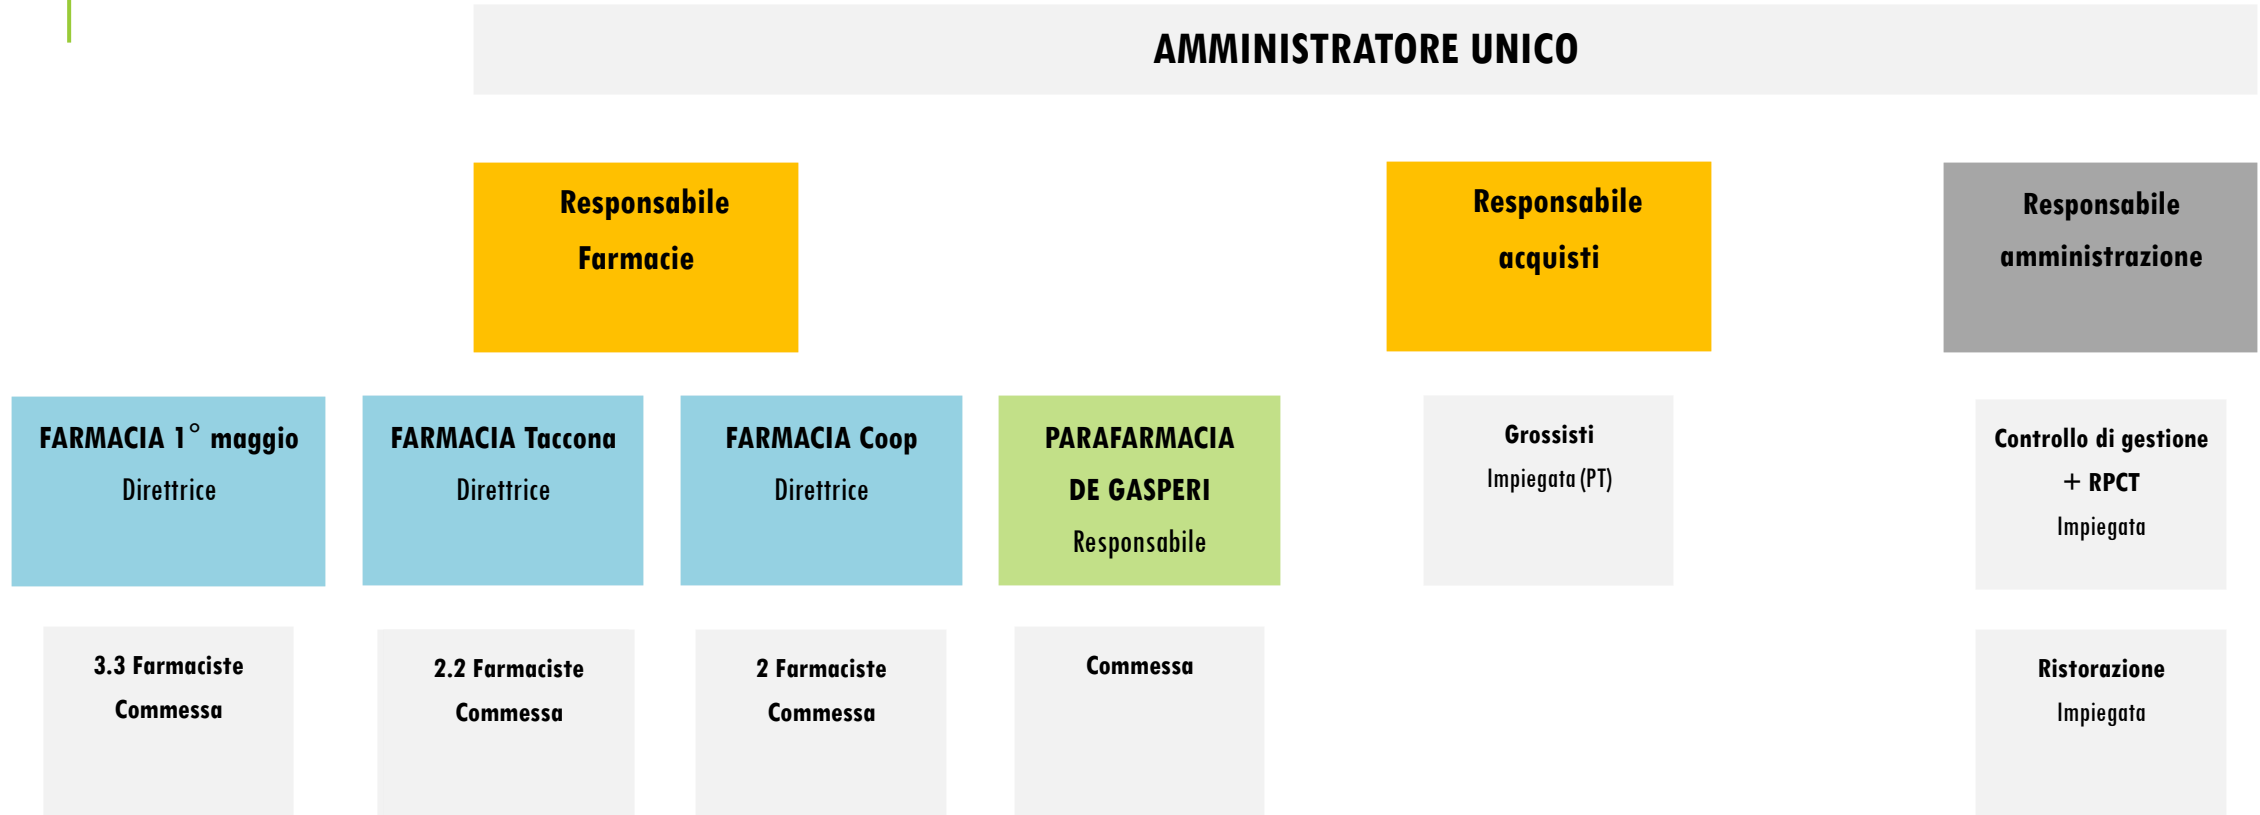 AMMINISTRATORE UNICO
Responsabile
Farmacie
Responsabile
acquisti
Responsabile
amministrazione
FARMACIA 1° maggio
Direttrice
FARMACIA Taccona
Direttrice
FARMACIA Coop
Direttrice
PARAFARMACIA
DE GASPERI
Responsabile
Grossisti
Impiegata (PT)
Controllo di gestione
+ RPCT
Impiegata
3.3 Farmaciste
Commessa
2.2 Farmaciste
Commessa
2 Farmaciste
Commessa
Commessa
Ristorazione
Impiegata